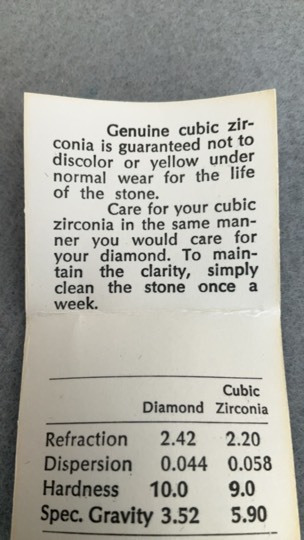 Genuine cubic zir-
conia is guaranteed not to
discolor or yellow under
normal wear for the life
of the stone.
Care for your cubic
zirconia in the same man-
ner you would care for
your diamond. To main-
tain the clarity, simply
clean the stone once a
week.
Cubic
Diamond Zirconia
Refraction 2.42 2.20
Dispersion 0.044 0.058
Hardness 10.0 9.0
Spec. Gravity 3.52 5.90